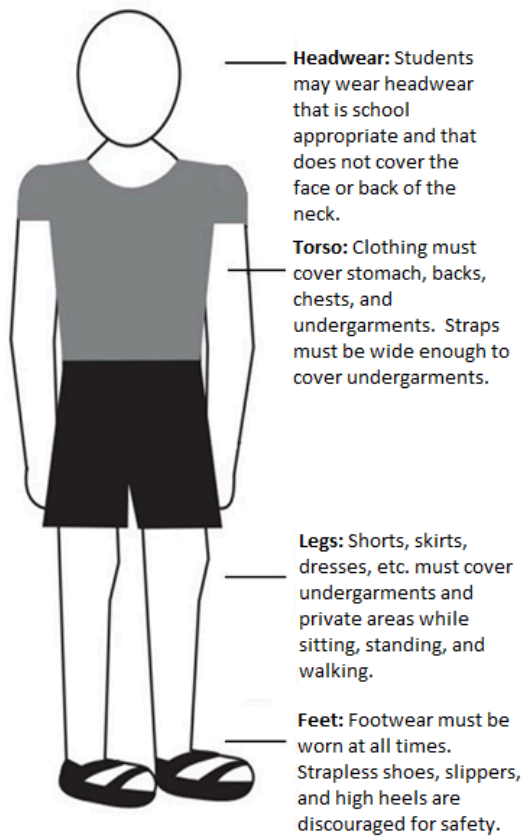 Headwear: Students
may wear headwear
that is school
appropriate and that
does not cover the
face or back of the
neck.
Torso: Clothing must
cover stomach, backs,
chests, and
undergarments. Straps
must be wide enough to
cover undergarments.
Legs: Shorts, skirts,
dresses, etc. must cover
undergarments and
private areas while
sitting, standing, and
walking.
Feet: Footwear must be
worn at all times.
Strapless shoes, slippers,
and high heels are
discouraged for safety.